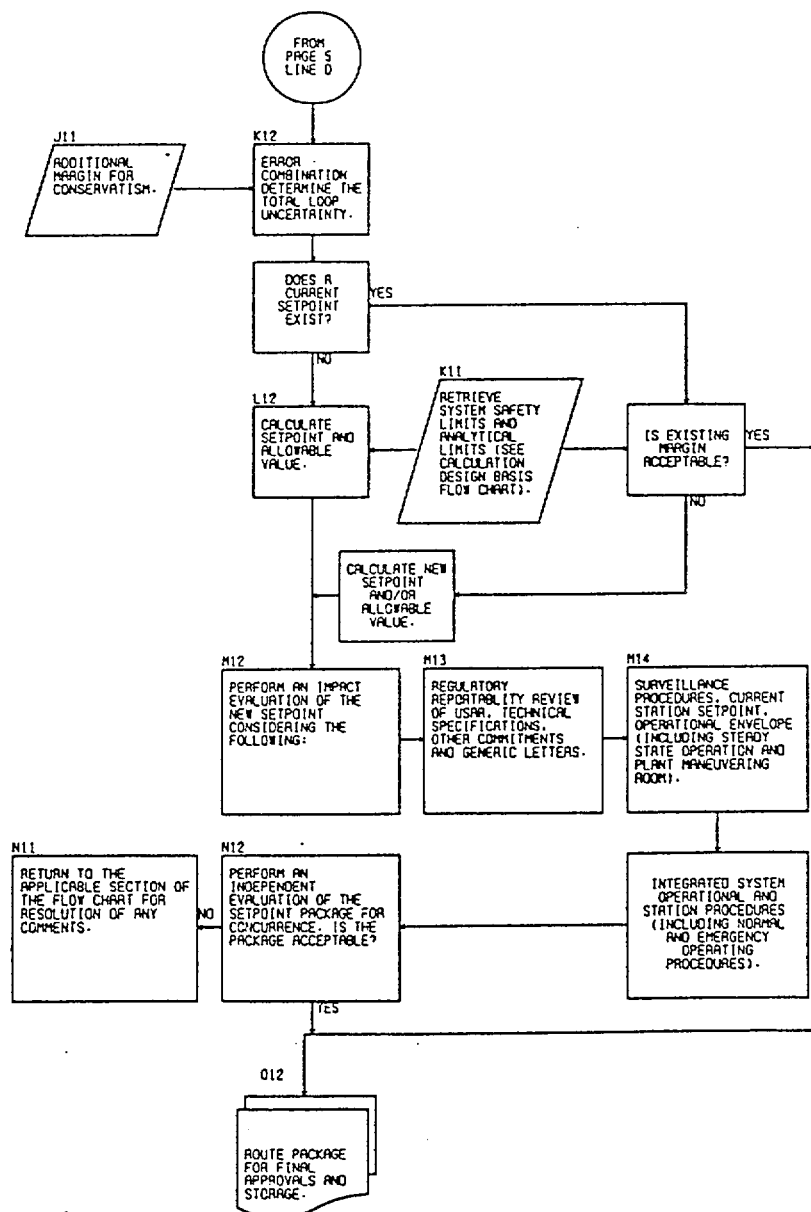 FROM
PAGE 5
LINE D
J11
ADDITIONAL
MARGIN FOR
CONSERVATISM.
K12
ERROR
COMBINATION
DETERMINE THE
TOTAL LOOP
UNCERTAINTY.
DOES A
CURRENT
SETPOINT
EXIST?
YES
NO
L12
CALCULATE
SETPOINT AND
ALLOWABLE
VALUE.
K11
RETRIEVE
SYSTEM SAFETY
LIMITS AND
ANALYTICAL
LIMITS (SEE
CALCULATION
DESIGN BASIS
FLOW CHART).
IS EXISTING
MARGIN
ACCEPTABLE?
YES
NO
CALCULATE NEW
SETPOINT
AND/OR
ALLOWABLE
VALUE.
M12
PERFORM AN IMPACT
EVALUATION OF THE
NEW SETPOINT
CONSIDERING THE
FOLLOWING:
M13
REGULATORY
REPORTABLITY REVIEW
OF USAR, TECHNICAL
SPECIFICATIONS,
OTHER COMMITMENTS
AND GENERIC LETTERS.
M14
SURVEILLANCE
PROCEDURES, CURRENT
STATION SETPOINT,
OPERATIONAL ENVELOPE
(INCLUDING STEADY
STATE OPERATION AND
PLANT MANEUVERING
ROOM).
N11
RETURN TO THE
APPLICABLE SECTION OF
THE FLOW CHART FOR
RESOLUTION OF ANY
COMMENTS.
NO
N12
PERFORM AN
INDEPENDENT
EVALUATION OF THE
SETPOINT PACKAGE FOR
CONCURRENCE. IS THE
PACKAGE ACCEPTABLE?
INTEGRATED SYSTEM
OPERATIONAL AND
STATION PROCEDURES
(INCLUDING NORMAL
AND EMERGENCY
OPERATING
PROCEDURES).
YES
O12
ROUTE PACKAGE
FOR FINAL
APPROVALS AND
STORAGE.